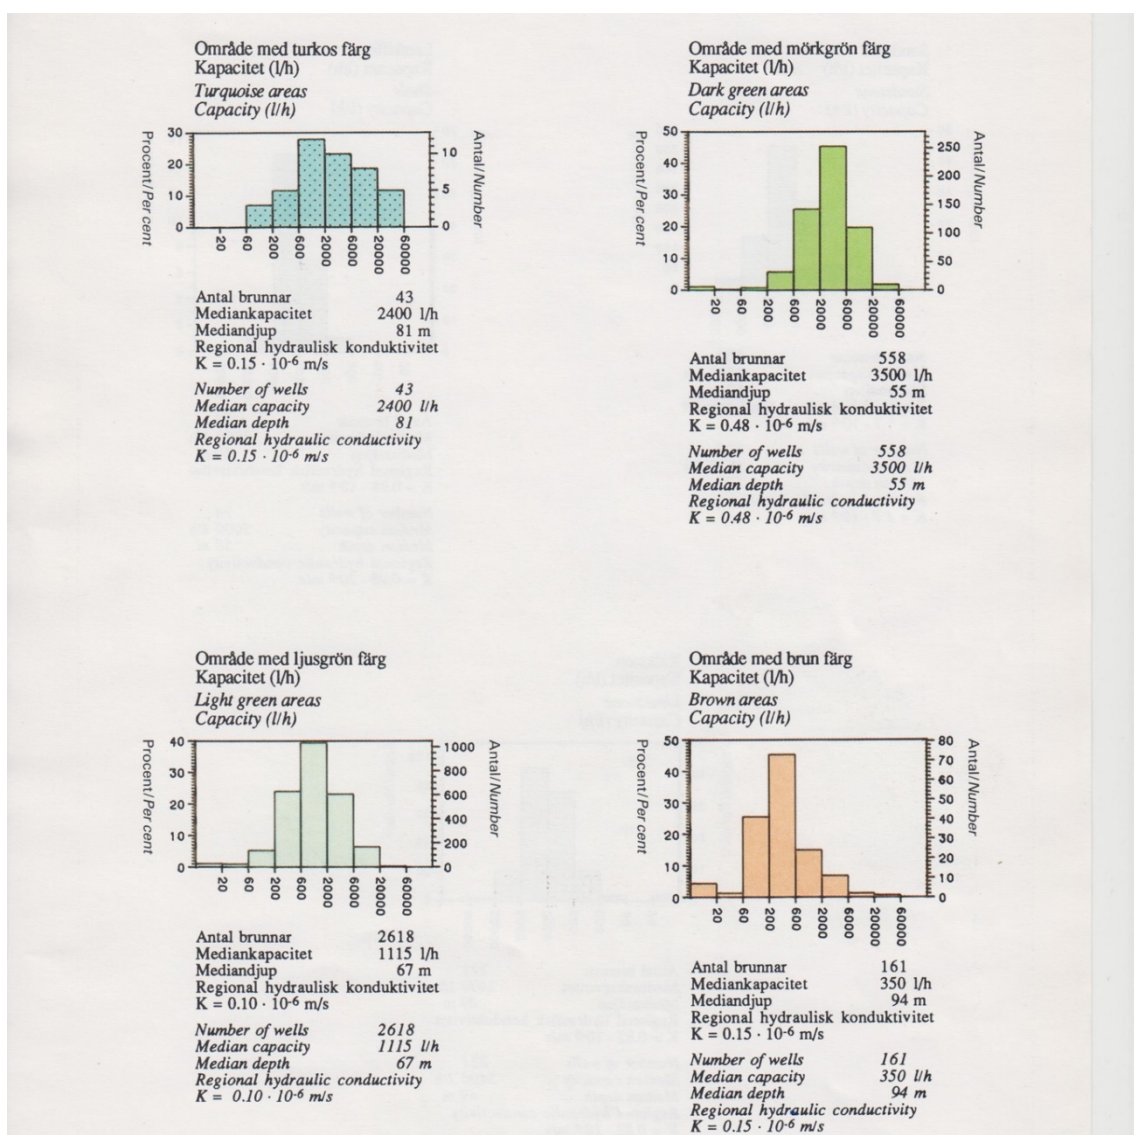 Område med turkos färg
Kapacitet (l/h)
Turquoise areas
Capacity (l/h)
Procent/Per cent
30
20
10
0
Antal/Number
10
5
0
20
60
200
600
2000
6000
20000
60000
Antal brunnar 43
Mediankapacitet 2400 l/h
Mediandjup 81 m
Regional hydraulisk konduktivitet
K = 0.15 · 10-6 m/s
Number of wells 43
Median capacity 2400 l/h
Median depth 81
Regional hydraulic conductivity
K = 0.15 · 10-6 m/s
Område med mörkgrön färg
Kapacitet (l/h)
Dark green areas
Capacity (l/h)
Procent/Per cent
50
40
30
20
10
0
Antal/Number
250
200
150
100
50
0
20
60
200
600
2000
6000
20000
60000
Antal brunnar 558
Mediankapacitet 3500 l/h
Mediandjup 55 m
Regional hydraulisk konduktivitet
K = 0.48 · 10-6 m/s
Number of wells 558
Median capacity 3500 l/h
Median depth 55 m
Regional hydraulic conductivity
K = 0.48 · 10-6 m/s
Område med ljusgrön färg
Kapacitet (l/h)
Light green areas
Capacity (l/h)
Procent/Per cent
40
30
20
10
0
Antal/Number
1000
800
600
400
200
0
20
60
200
600
2000
6000
20000
60000
Antal brunnar 2618
Mediankapacitet 1115 l/h
Mediandjup 67 m
Regional hydraulisk konduktivitet
K = 0.10 · 10-6 m/s
Number of wells 2618
Median capacity 1115 l/h
Median depth 67 m
Regional hydraulic conductivity
K = 0.10 · 10-6 m/s
Område med brun färg
Kapacitet (l/h)
Brown areas
Capacity (l/h)
Procent/Per cent
50
40
30
20
10
0
Antal/Number
80
70
60
50
40
30
20
10
0
20
60
200
600
2000
6000
20000
60000
Antal brunnar 161
Mediankapacitet 350 l/h
Mediandjup 94 m
Regional hydraulisk konduktivitet
K = 0.15 · 10-6 m/s
Number of wells 161
Median capacity 350 l/h
Median depth 94 m
Regional hydraulic conductivity
K = 0.15 · 10-6 m/s